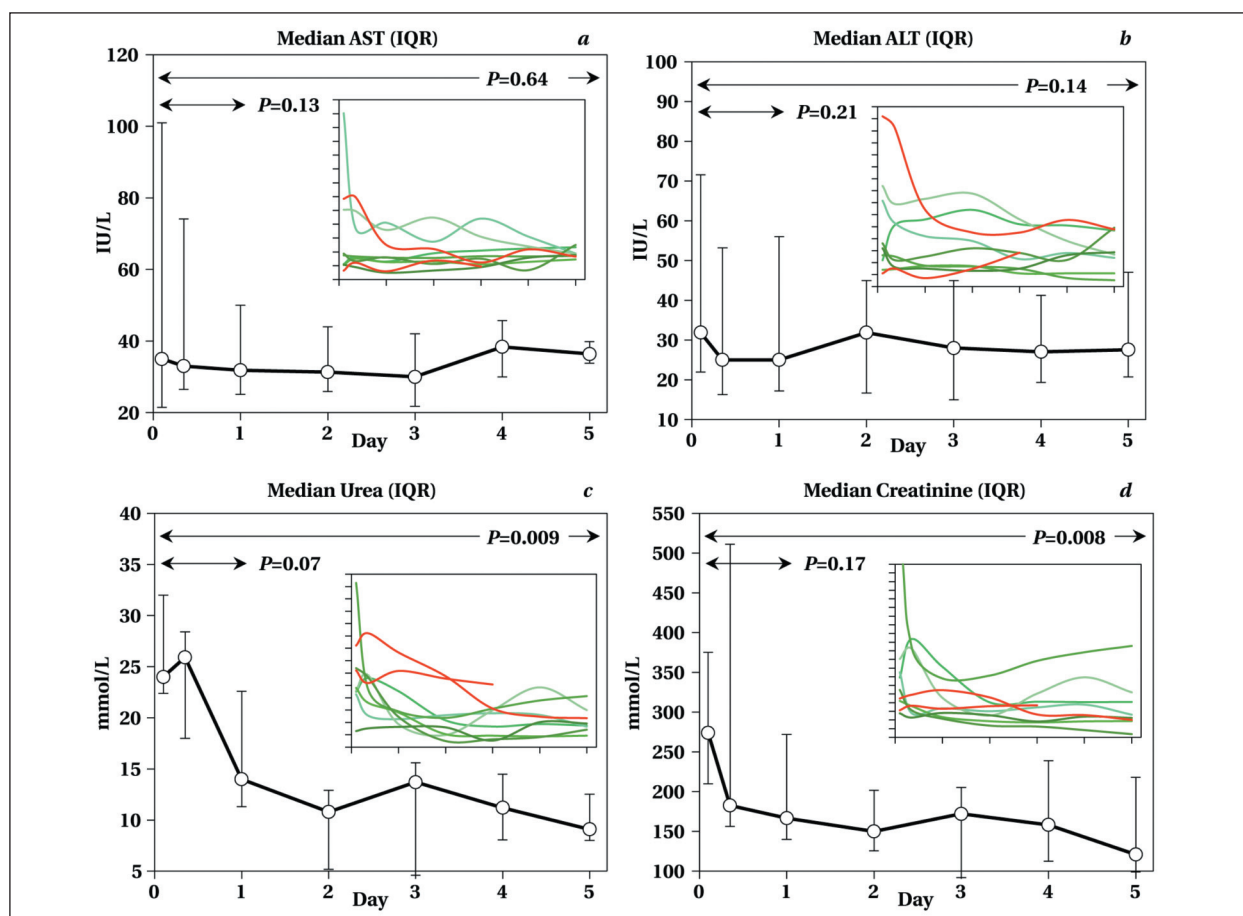 Median AST (IQR) a
120
100
80
60
40
20
IU/L
P=0.64
P=0.13
0 1 2 3 4 5
Day
Median ALT (IQR) b
100
90
80
70
60
50
40
30
20
10
IU/L
P=0.14
P=0.21
0 1 2 3 4 5
Day
Median Urea (IQR) c
40
35
30
25
20
15
10
5
mmol/L
P=0.009
P=0.07
0 1 2 3 4 5
Day
Median Creatinine (IQR) d
550
500
450
400
350
300
250
200
150
100
mmol/L
P=0.008
P=0.17
0 1 2 3 4 5
Day